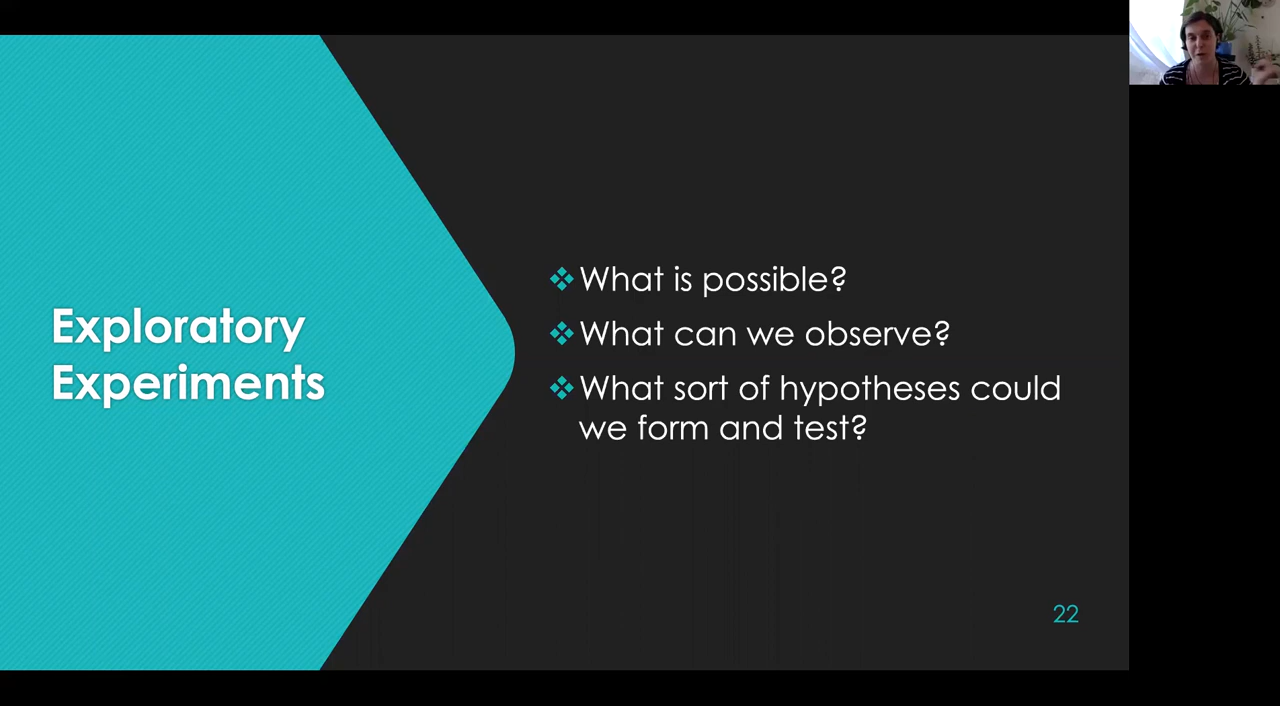 Exploratory
Experiments
What is possible?
What can we observe?
What sort of hypotheses could
we form and test?
22